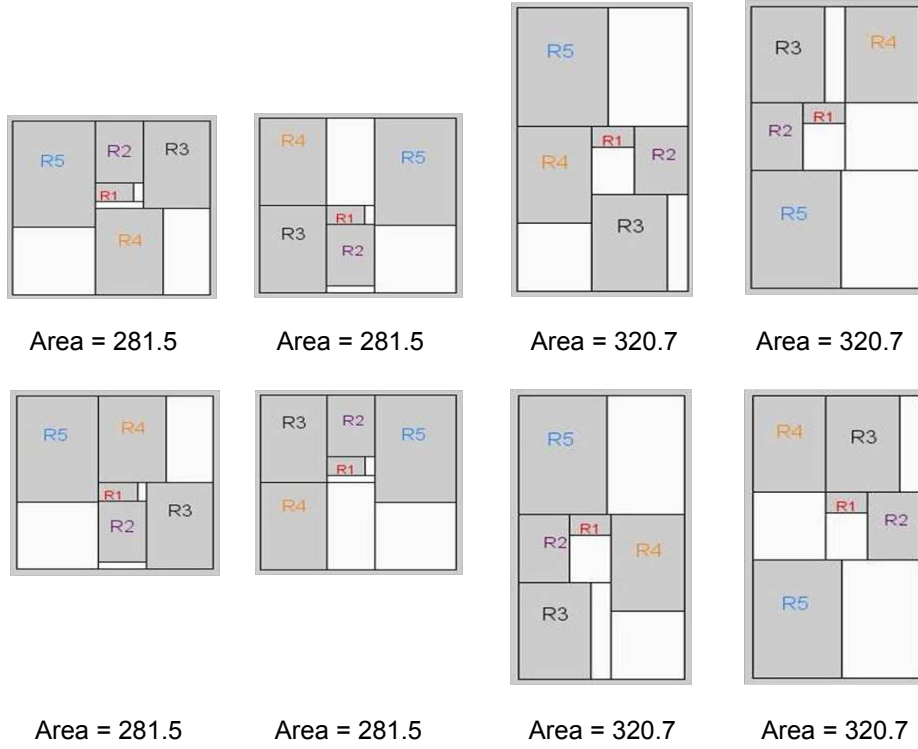 R5 R2 R3
R1
R4
R4 R5
R3 R1
R2
R5
R4 R1 R2
R3
R3 R4
R2 R1
R5
Area = 281.5 Area = 281.5 Area = 320.7 Area = 320.7
R5 R4
R1
R2 R3
R3 R2 R5
R1
R4
R5
R2 R1 R4
R3
R4 R3
R1 R2
R5
Area = 281.5 Area = 281.5 Area = 320.7 Area = 320.7